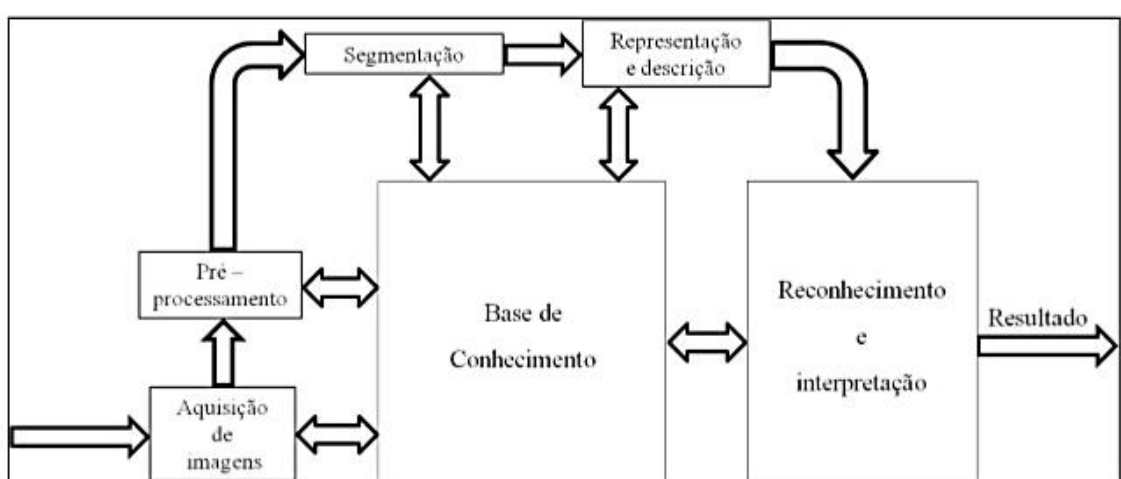 Segmentação
Representação
e descrição
Pré –
processamento
Base de
Conhecimento
Reconhecimento
e
interpretação
Resultado
Aquisição
de
imagens